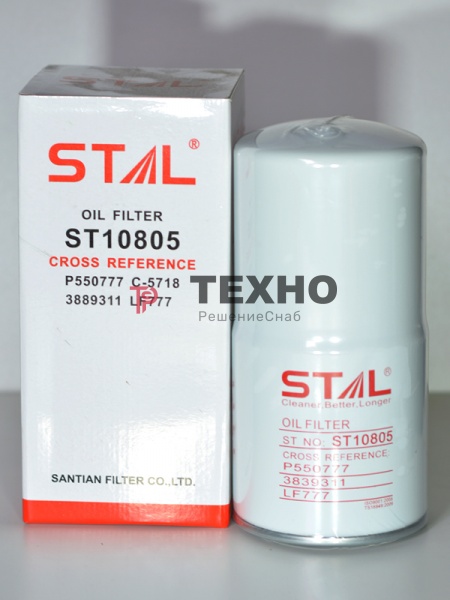 STAL®
OIL FILTER
ST10805
CROSS REFERENCE
P550777 C-5718
3889311 LF777
SANTIAN FILTER CO.,LTD.
ТЕХНО
РешениеСнаб
STAL®
Cleaner,Better,Longer
OIL FILTER
ST NO: ST10805
CROSS REFERENCE:
P550777
3839311
LF777